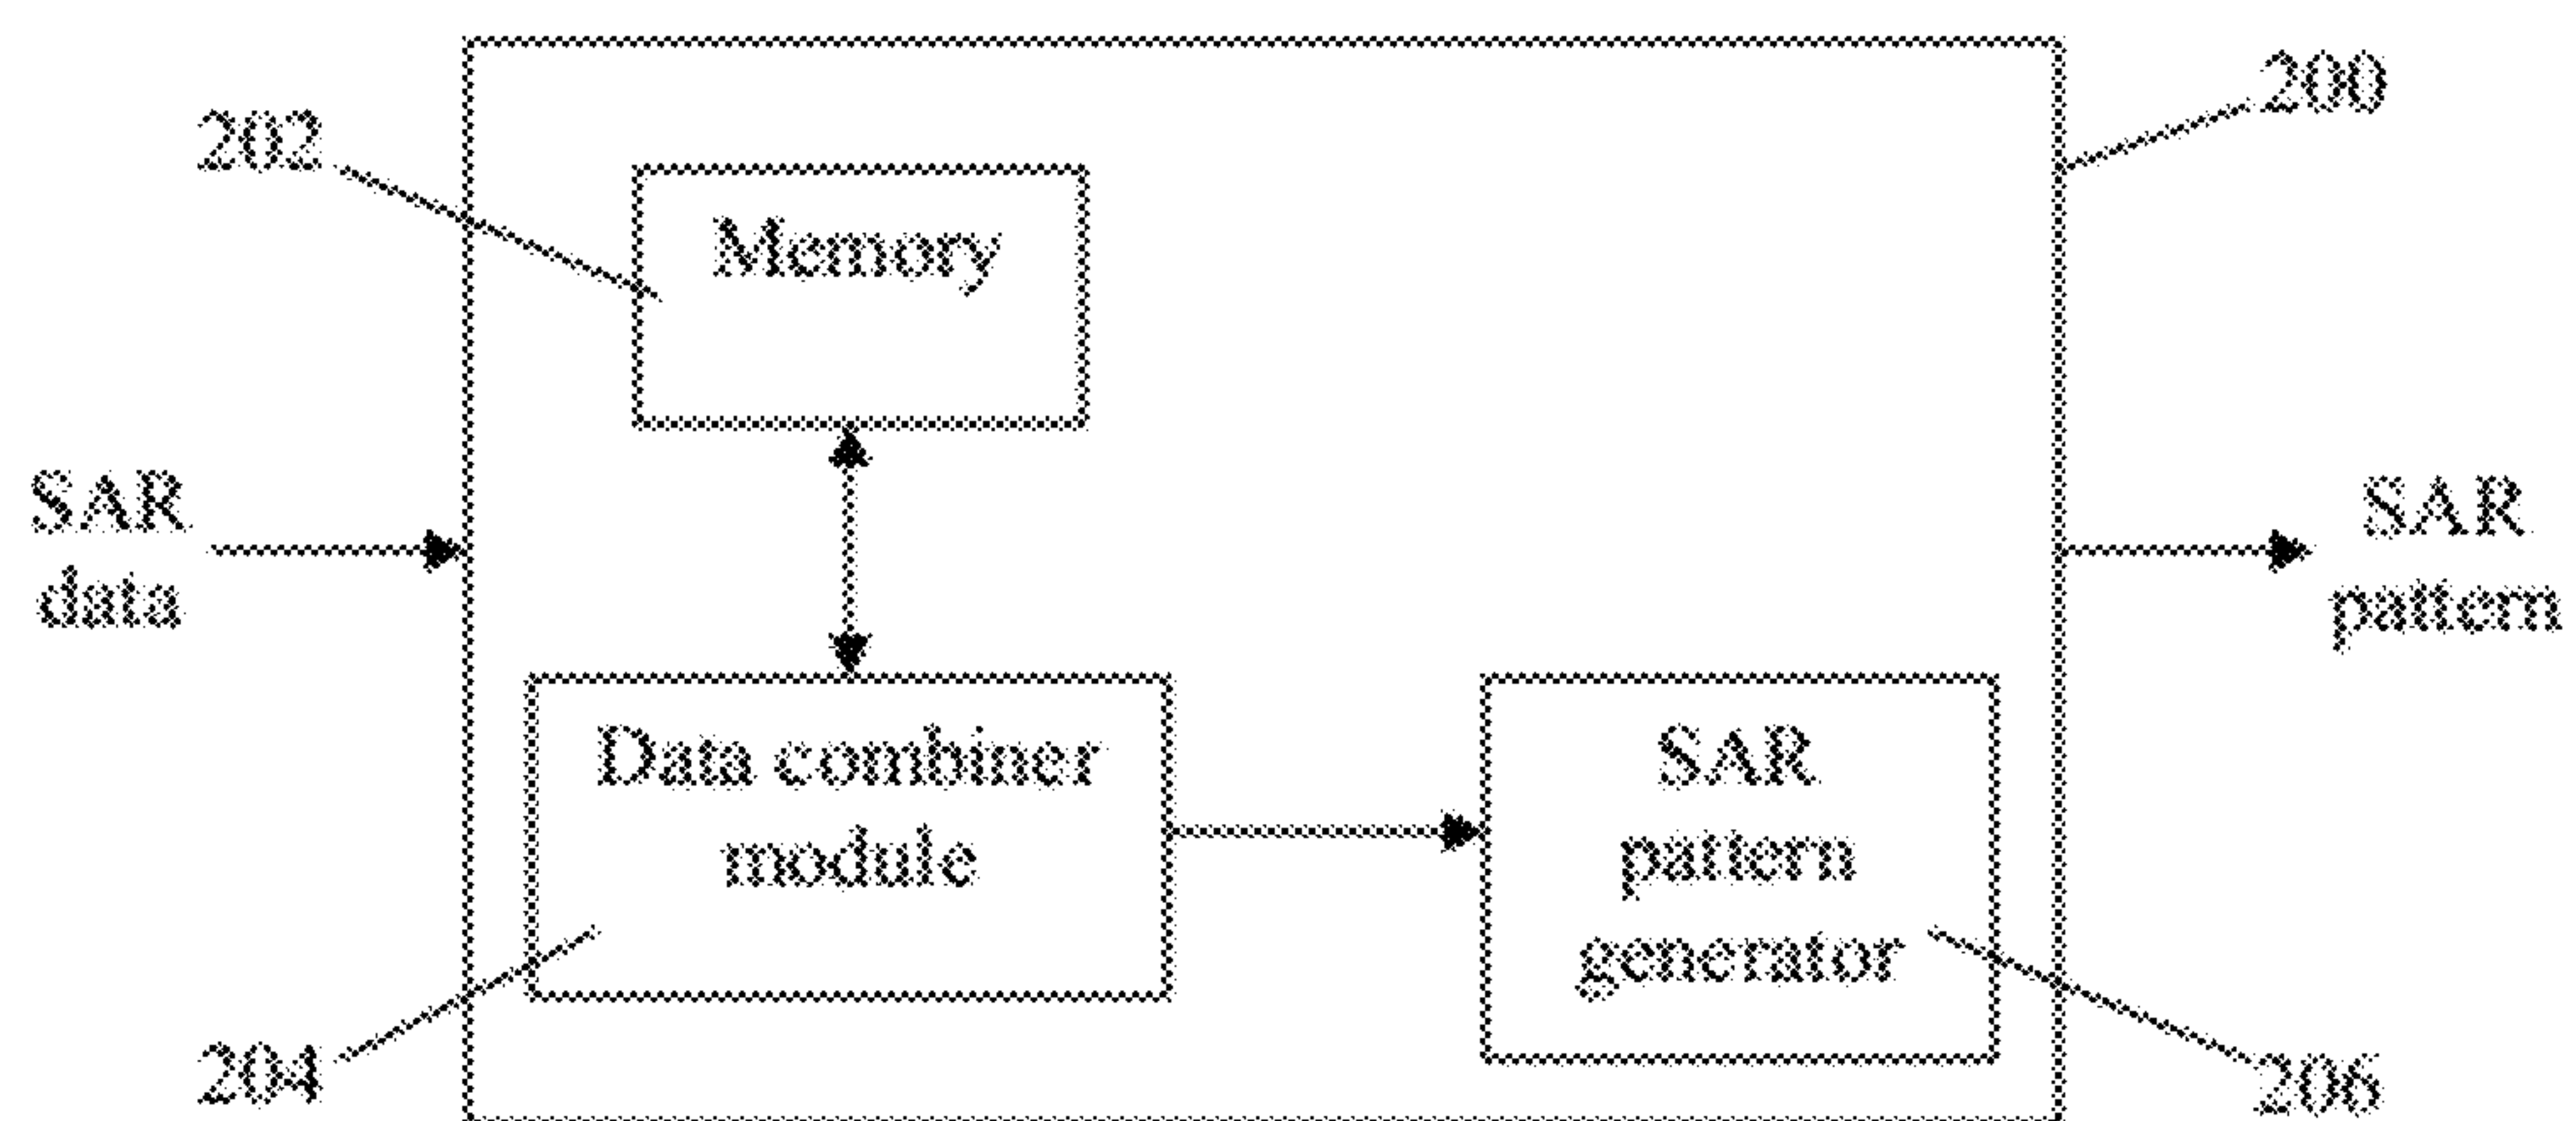 200
202
Memory
SAR
data
SAR
pattern
Data combiner
module
SAR
pattern
generator
204
206